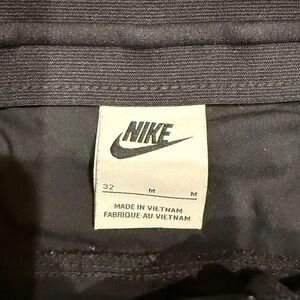 NIKE
32 M M
MADE IN VIETNAM
FABRIQUE AU VIETNAM